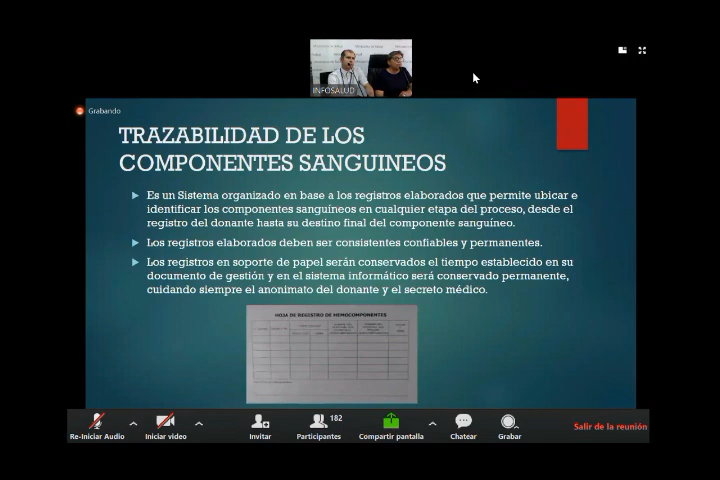 INFOSALUD
Grabando
TRAZABILIDAD DE LOS
COMPONENTES SANGUINEOS
Es un Sistema organizado en base a los registros elaborados que permite ubicar e
identificar los componentes sanguíneos en cualquier etapa del proceso, desde el
registro del donante hasta su destino final del componente sanguíneo.
Los registros elaborados deben ser consistentes confiables y permanentes.
Los registros en soporte de papel serán conservados el tiempo establecido en su
documento de gestión y en el sistema informático será conservado permanente,
cuidando siempre el anonimato del donante y el secreto médico.
HOJA DE REGISTRO DE HEMOCOMPONENTES
182
Re-Iniciar Audio
Iniciar video
Invitar
Participantes
Compartir pantalla
Chatear
Grabar
Salir de la reunión